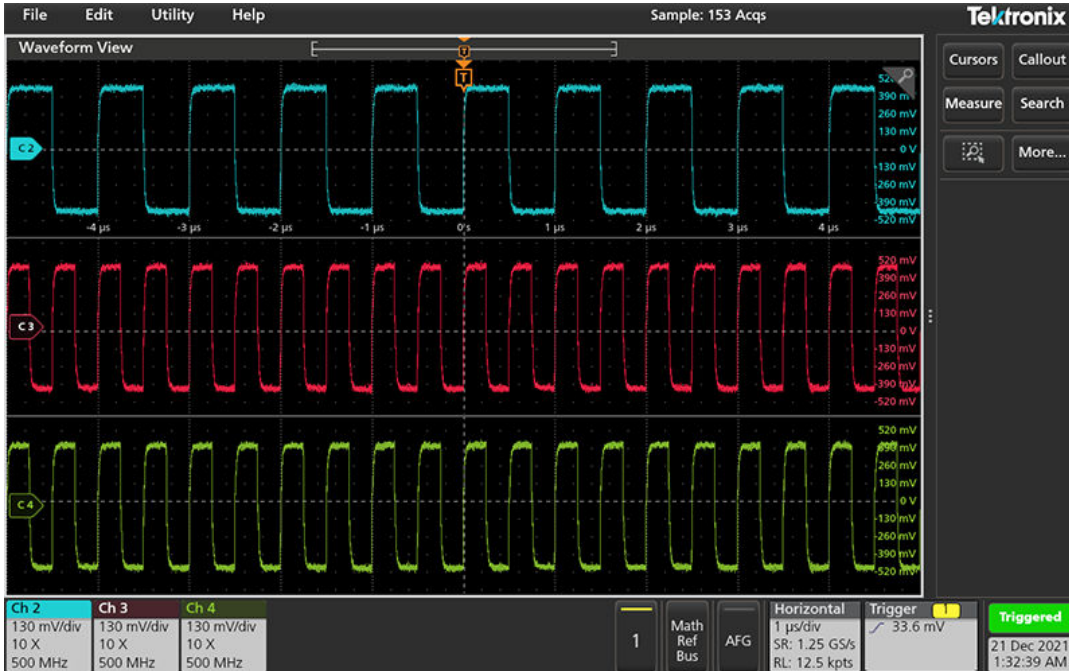 File Edit Utility Help Sample: 153 Acqs Tektronix
Waveform View
T
T
Cursors Callout
Measure Search
More...
390 mV
260 mV
130 mV
C 2 0 V
-130 mV
-260 mV
-390 mV
-520 mV
-4 µs -3 µs -2 µs -1 µs 0 s 1 µs 2 µs 3 µs 4 µs
520 mV
390 mV
260 mV
130 mV
C 3 0 V
-130 mV
-260 mV
-390 mV
-520 mV
520 mV
390 mV
260 mV
130 mV
C 4 0 V
-130 mV
-260 mV
-390 mV
-520 mV
Ch 2 Ch 3 Ch 4
130 mV/div 130 mV/div 130 mV/div
10 X 10 X 10 X
500 MHz 500 MHz 500 MHz
1
Math
Ref
Bus
AFG
Horizontal
1 µs/div
SR: 1.25 GS/s
RL: 12.5 kpts
Trigger 1
33.6 mV
Triggered
21 Dec 2021
1:32:39 AM